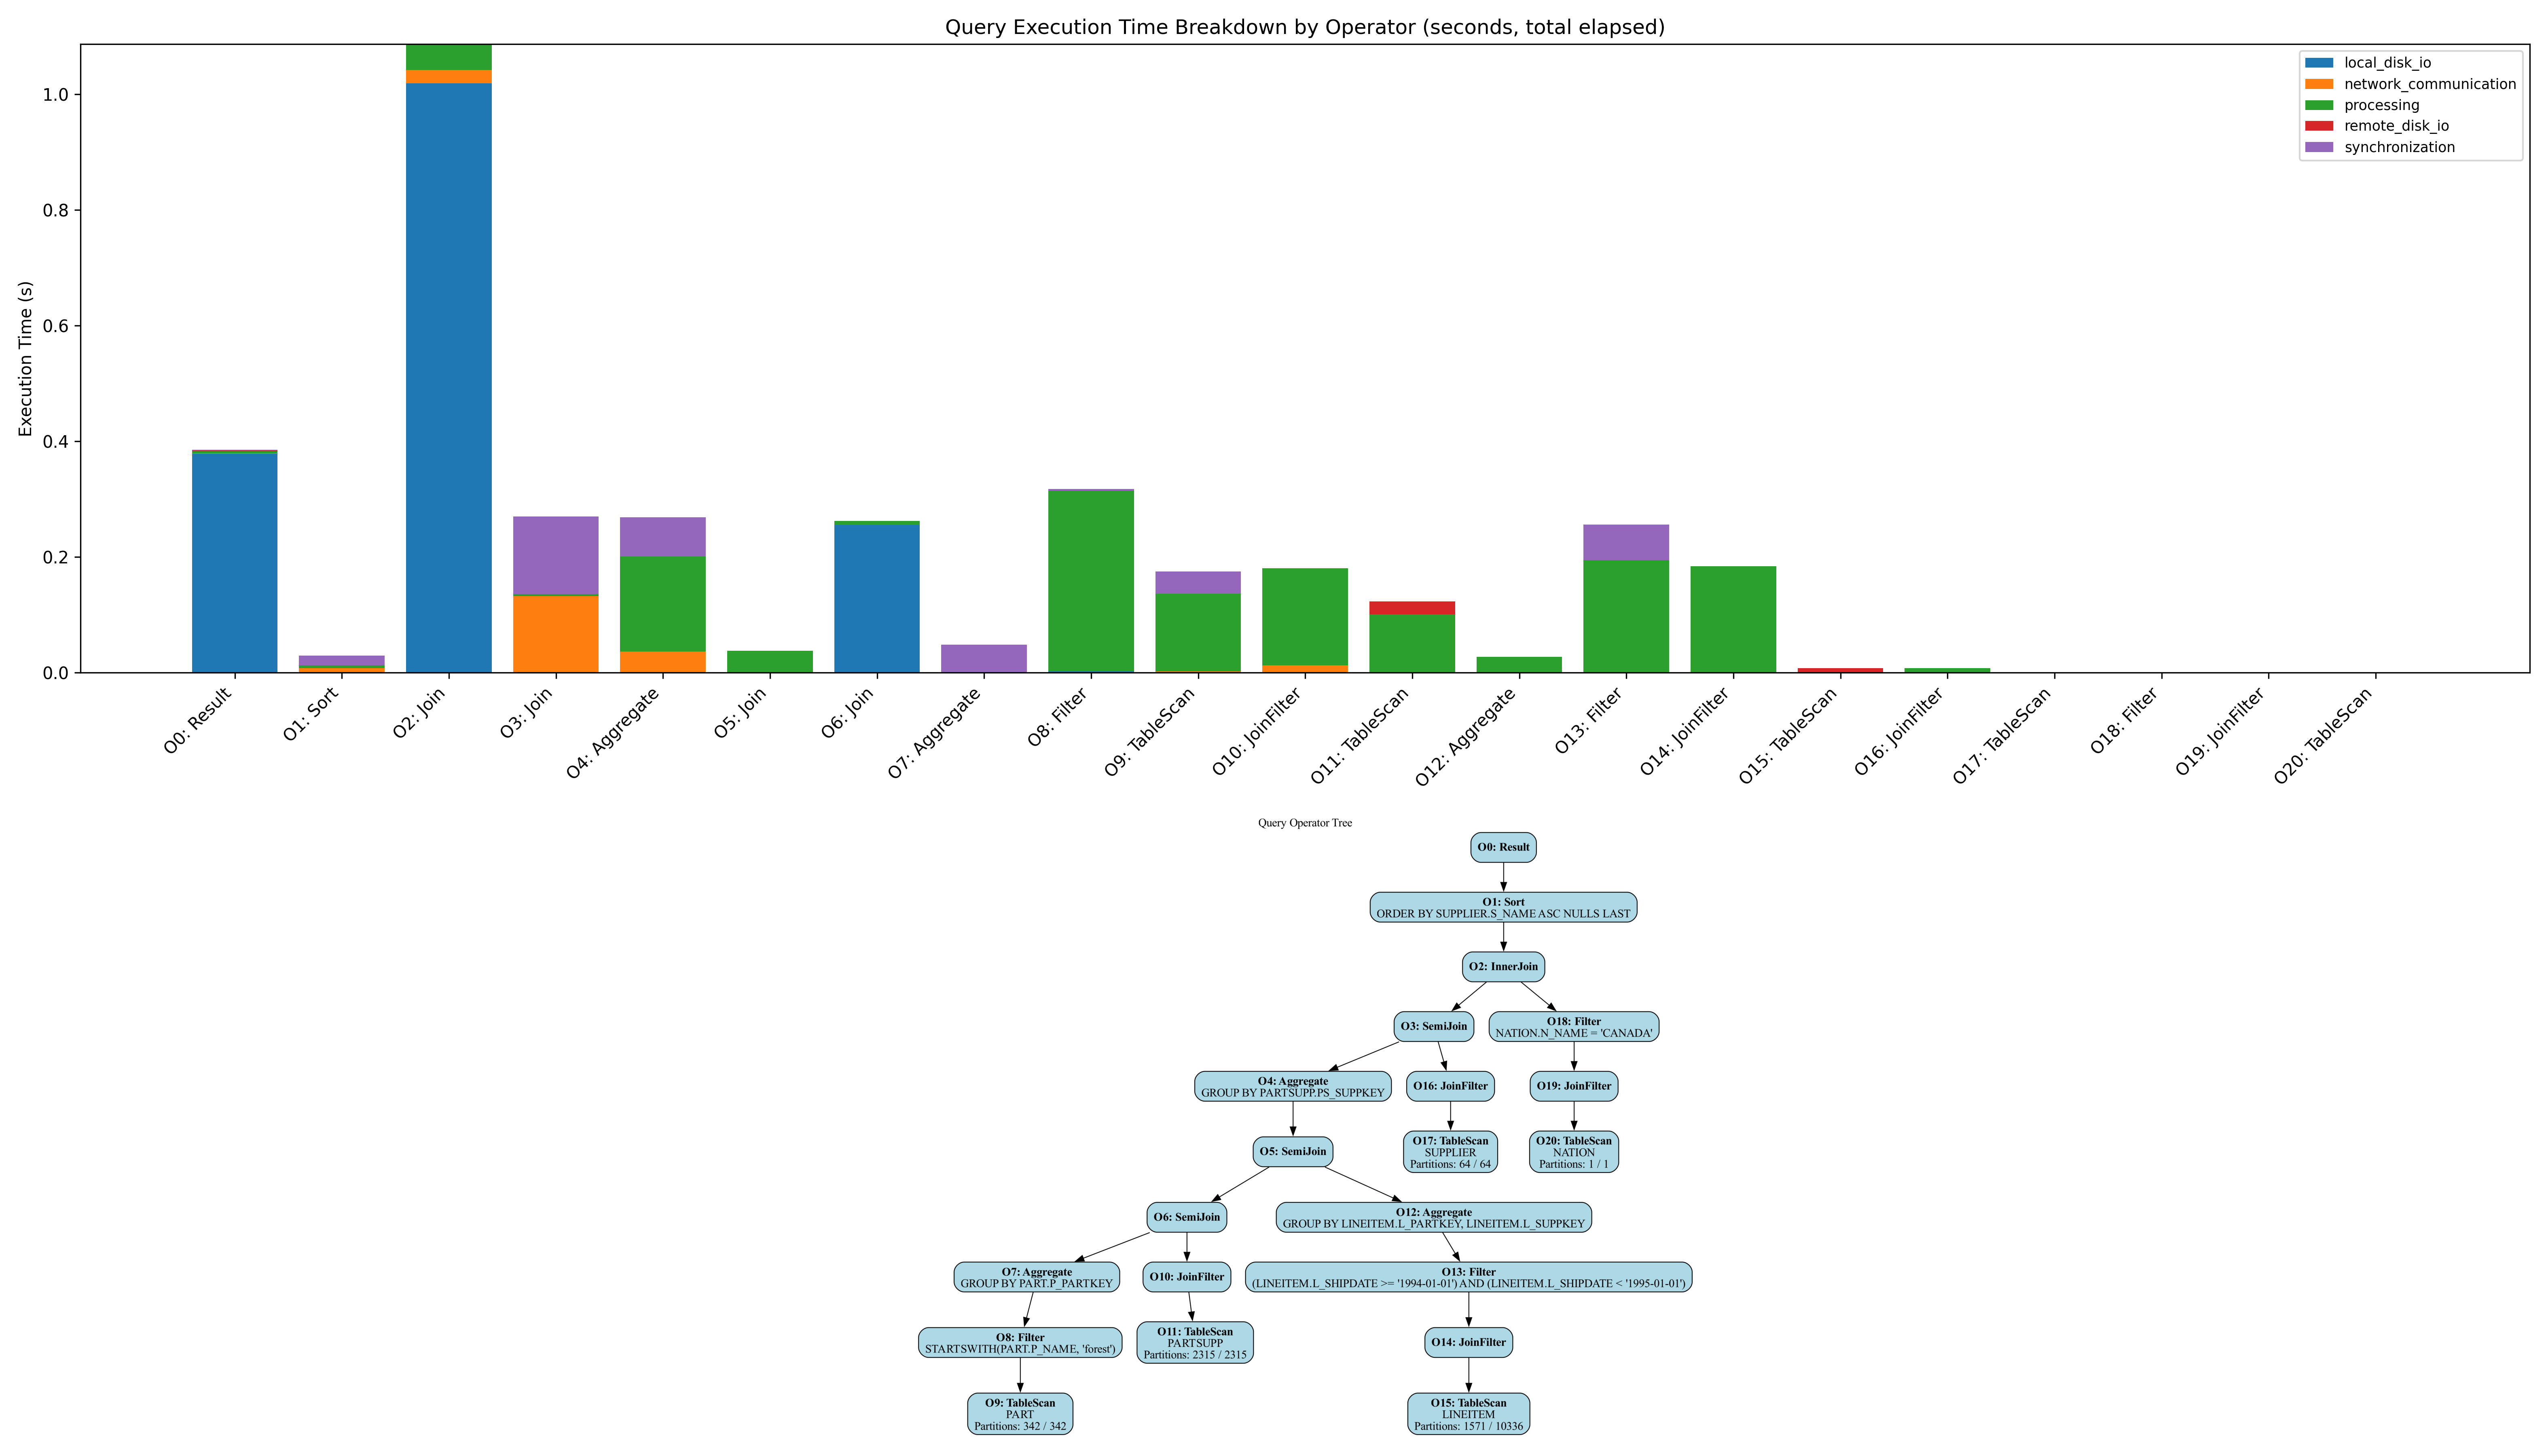 Query Execution Time Breakdown by Operator (seconds, total elapsed)
Execution Time (s)
1.0
0.8
0.6
0.4
0.2
0.0
local_disk_io
network_communication
processing
remote_disk_io
synchronization
O0: Result
O1: Sort
O2: Join
O3: Join
O4: Aggregate
O5: Join
O6: Join
O7: Aggregate
O8: Filter
O9: TableScan
O10: JoinFilter
O11: TableScan
O12: Aggregate
O13: Filter
O14: JoinFilter
O15: TableScan
O16: JoinFilter
O17: TableScan
O18: Filter
O19: JoinFilter
O20: TableScan
Query Operator Tree
O0: Result
O1: Sort
ORDER BY SUPPLIER.S_NAME ASC NULLS LAST
O2: InnerJoin
O3: SemiJoin
O18: Filter
NATION.N_NAME = 'CANADA'
O4: Aggregate
GROUP BY PARTSUPP.PS_SUPPKEY
O16: JoinFilter
O19: JoinFilter
O5: SemiJoin
O17: TableScan
SUPPLIER
Partitions: 64 / 64
O20: TableScan
NATION
Partitions: 1 / 1
O6: SemiJoin
O12: Aggregate
GROUP BY LINEITEM.L_PARTKEY, LINEITEM.L_SUPPKEY
O7: Aggregate
GROUP BY PART.P_PARTKEY
O10: JoinFilter
O13: Filter
(LINEITEM.L_SHIPDATE >= '1994-01-01') AND (LINEITEM.L_SHIPDATE < '1995-01-01')
O8: Filter
STARTSWITH(PART.P_NAME, 'forest')
O11: TableScan
PARTSUPP
Partitions: 2315 / 2315
O14: JoinFilter
O9: TableScan
PART
Partitions: 342 / 342
O15: TableScan
LINEITEM
Partitions: 1571 / 10336